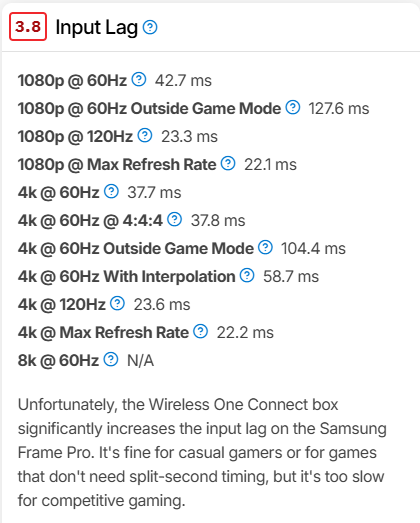 3.8 Input Lag ?
1080p @ 60Hz ? 42.7 ms
1080p @ 60Hz Outside Game Mode ? 127.6 ms
1080p @ 120Hz ? 23.3 ms
1080p @ Max Refresh Rate ? 22.1 ms
4k @ 60Hz ? 37.7 ms
4k @ 60Hz @ 4:4:4 ? 37.8 ms
4k @ 60Hz Outside Game Mode ? 104.4 ms
4k @ 60Hz With Interpolation ? 58.7 ms
4k @ 120Hz ? 23.6 ms
4k @ Max Refresh Rate ? 22.2 ms
8k @ 60Hz ? N/A
Unfortunately, the Wireless One Connect box
significantly increases the input lag on the Samsung
Frame Pro. It's fine for casual gamers or for games
that don't need split-second timing, but it's too slow
for competitive gaming.